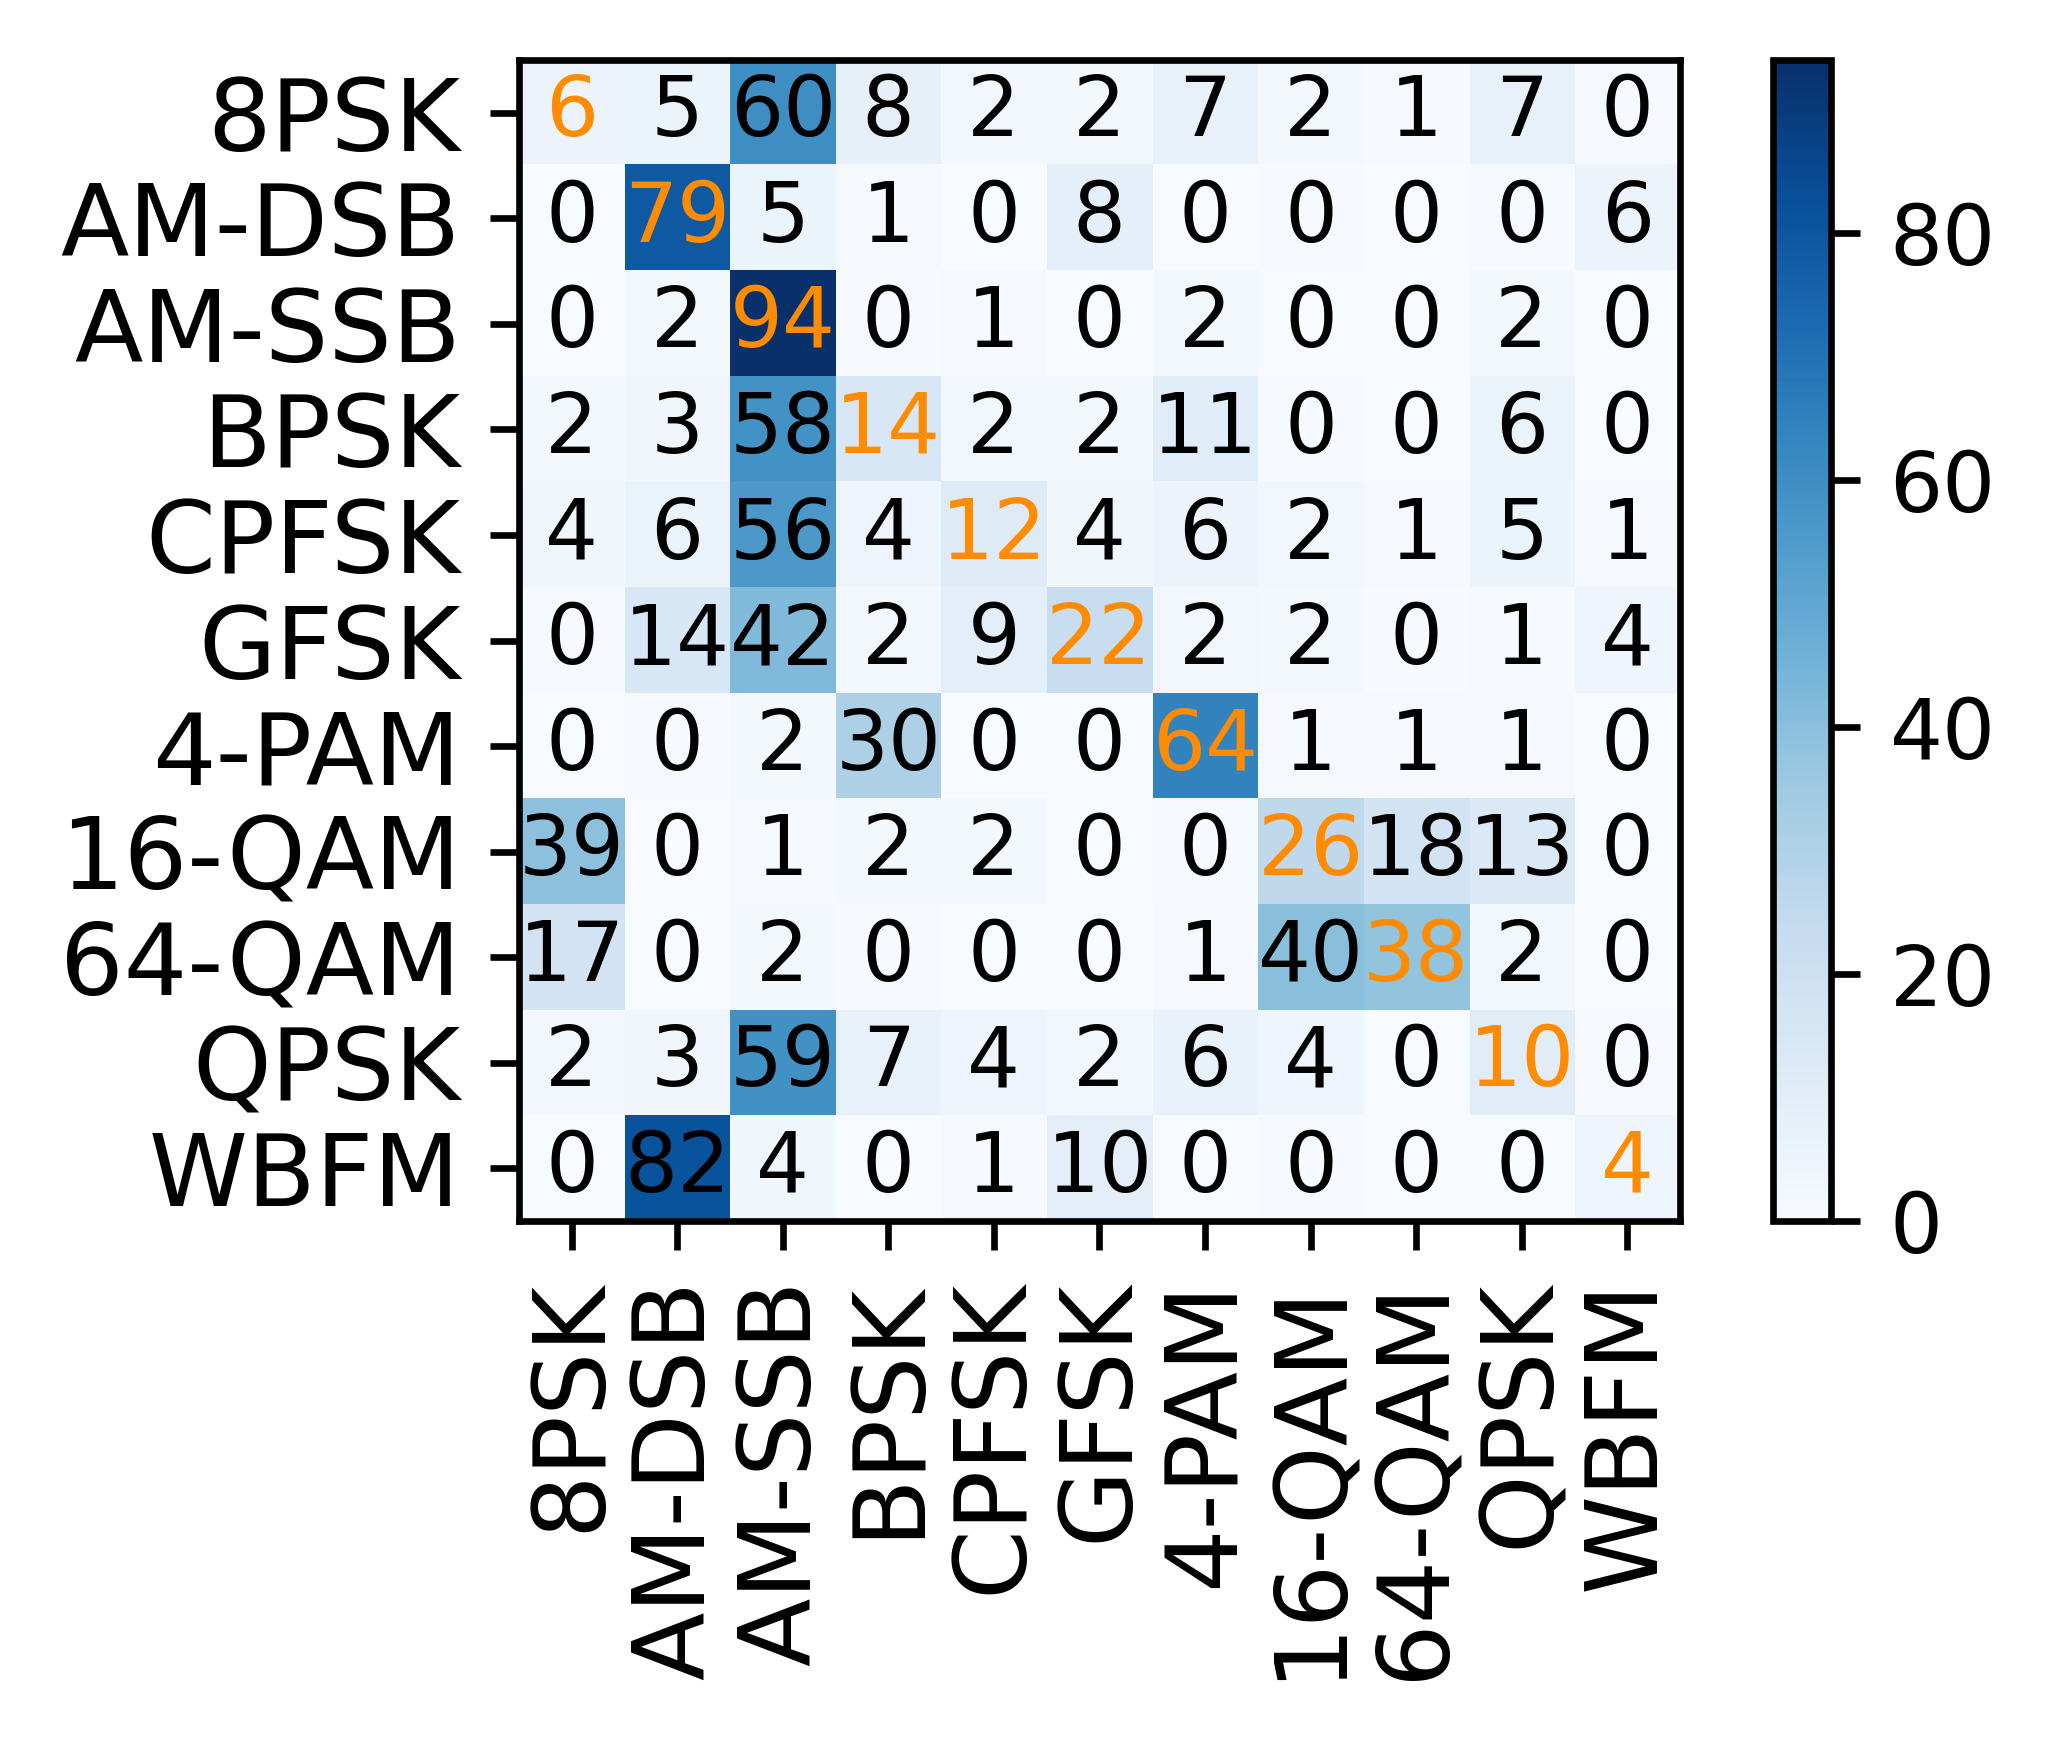 8PSK 6 5 60 8 2 2 7 2 1 7 0
AM-DSB 0 79 5 1 0 8 0 0 0 0 6
AM-SSB 0 2 94 0 1 0 2 0 0 2 0
BPSK 2 3 58 14 2 2 11 0 0 6 0
CPFSK 4 6 56 4 12 4 6 2 1 5 1
GFSK 0 14 42 2 9 22 2 2 0 1 4
4-PAM 0 0 2 30 0 0 64 1 1 1 0
16-QAM 39 0 1 2 2 0 0 26 18 13 0
64-QAM 17 0 2 0 0 0 1 40 38 2 0
QPSK 2 3 59 7 4 2 6 4 0 10 0
WBFM 0 82 4 0 1 10 0 0 0 0 4
8PSK
AM-DSB
AM-SSB
BPSK
CPFSK
GFSK
4-PAM
16-QAM
64-QAM
QPSK
WBFM
80
60
40
20
0